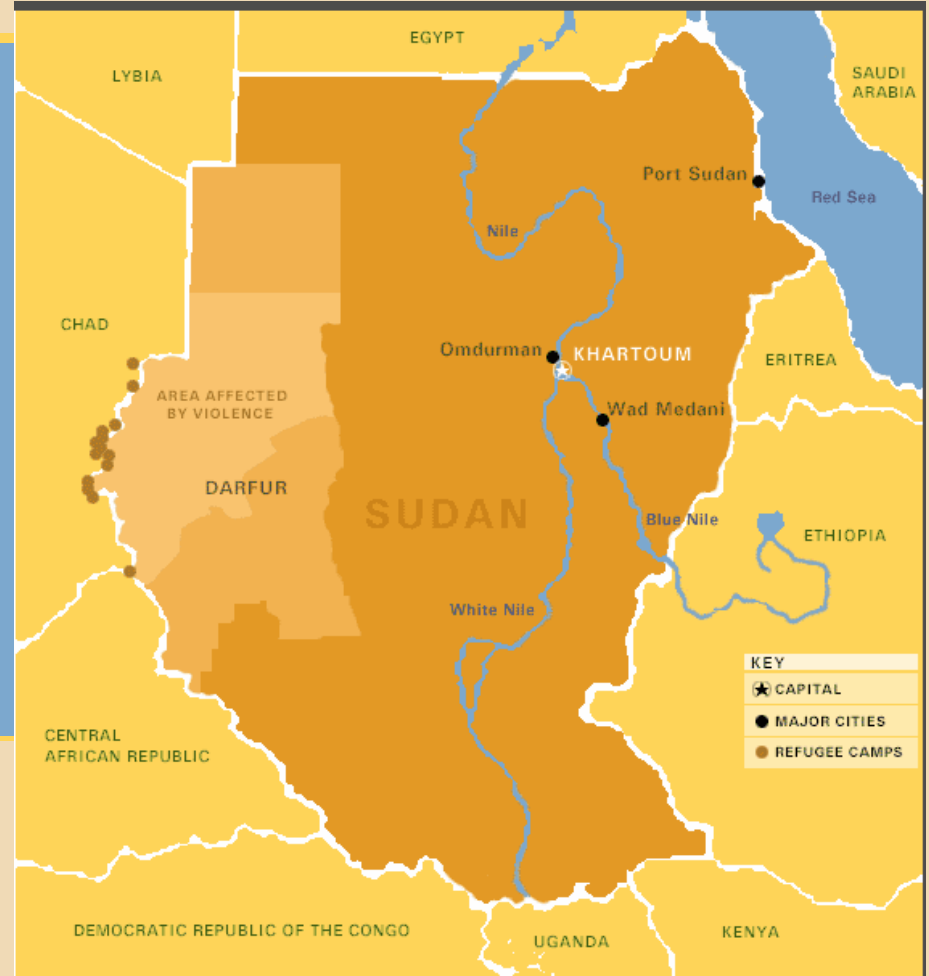 EGYPT
LYBIA
SAUDI
ARABIA
Port Sudan
Red Sea
Nile
CHAD
Omdurman
KHARTOUM
ERITREA
AREA AFFECTED
BY VIOLENCE
Wad Medani
DARFUR
SUDAN
Blue Nile
ETHIOPIA
White Nile
KEY
CAPITAL
MAJOR CITIES
REFUGEE CAMPS
CENTRAL
AFRICAN REPUBLIC
DEMOCRATIC REPUBLIC OF THE CONGO
UGANDA
KENYA